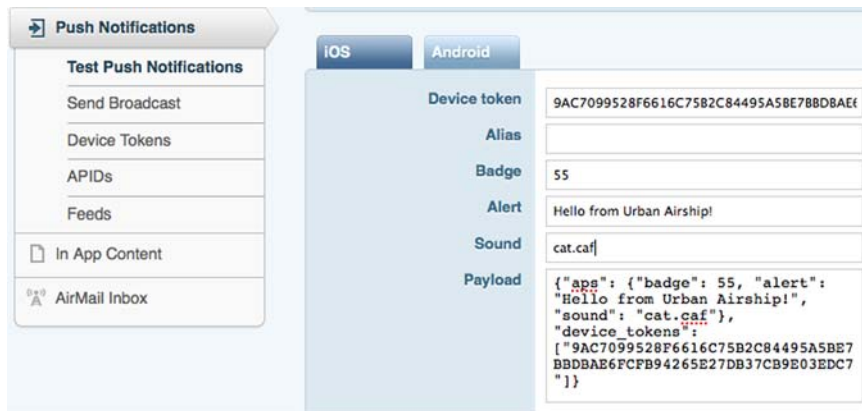 Push Notifications
Test Push Notifications
Send Broadcast
Device Tokens
APIDs
Feeds
In App Content
AirMail Inbox
iOS
Android
Device token
9AC7099528F6616C75B2C84495A5BE7BBDBAE6
Alias
Badge
55
Alert
Hello from Urban Airship!
Sound
cat.caf
Payload
{"aps": {"badge": 55, "alert":
"Hello from Urban Airship!",
"sound": "cat.caf"},
"device_tokens":
["9AC7099528F6616C75B2C84495A5BE7
BBDBAE6FCFB94265E27DB37CB9E03EDC7
"]}